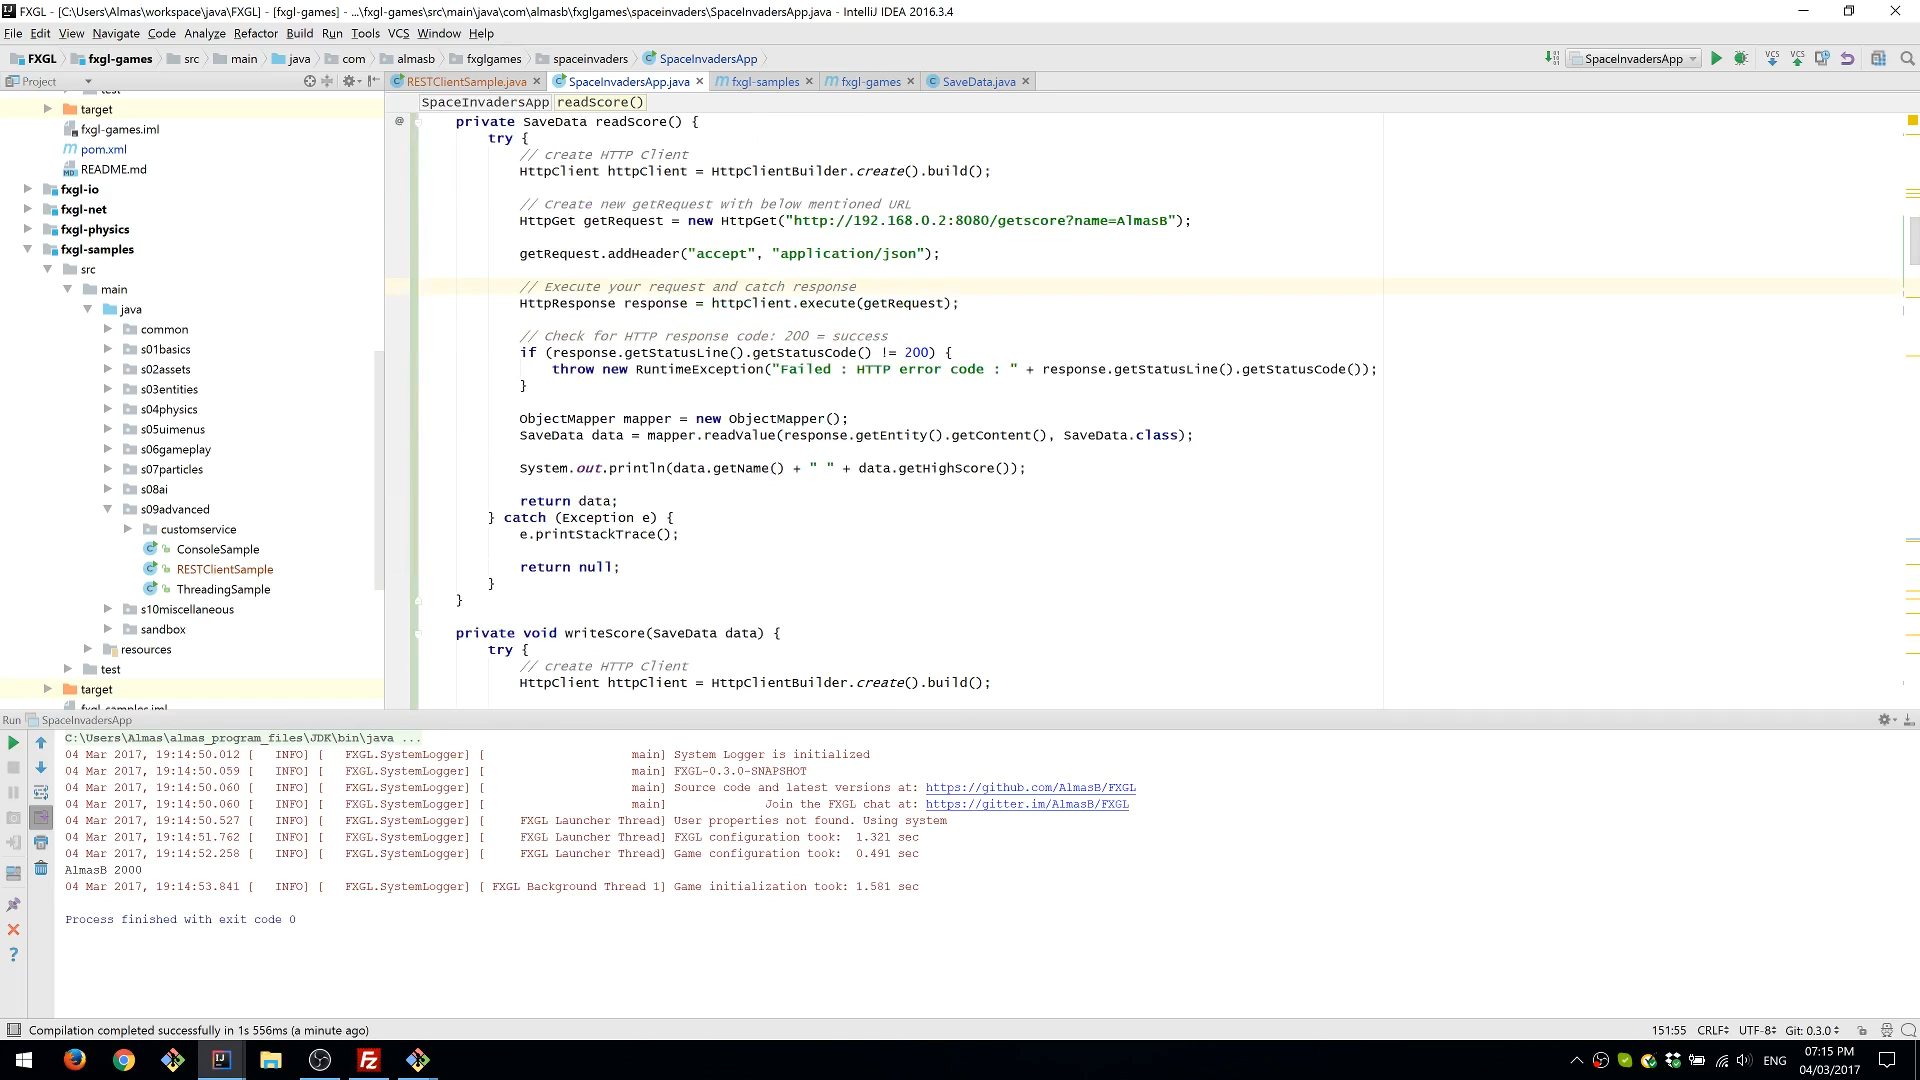 FXGL - [C:\Users\Almas\workspace\java\FXGL] - [fxgl-games] - ...\fxgl-games\src\main\java\com\almasb\fxglgames\spaceinvaders\SpaceInvadersApp.java - IntelliJ IDEA 2016.3.4
File Edit View Navigate Code Analyze Refactor Build Run Tools VCS Window Help
FXGL fxgl-games src main java com almasb fxglgames spaceinvaders SpaceInvadersApp
SpaceInvadersApp VCS VCS
Project
RESTClientSample.java SpaceInvadersApp.java fxgl-samples fxgl-games SaveData.java
SpaceInvadersApp readScore()
test
target
fxgl-games.iml
pom.xml
README.md
fxgl-io
fxgl-net
fxgl-physics
fxgl-samples
src
main
java
common
s01basics
s02assets
s03entities
s04physics
s05uimenus
s06gameplay
s07particles
s08ai
s09advanced
customservice
ConsoleSample
RESTClientSample
ThreadingSample
s10miscellaneous
sandbox
resources
test
target
fxgl-samples.iml
@
private SaveData readScore() {
try {
// create HTTP Client
HttpClient httpClient = HttpClientBuilder.create().build();
// Create new getRequest with below mentioned URL
HttpGet getRequest = new HttpGet("http://192.168.0.2:8080/getscore?name=AlmasB");
getRequest.addHeader("accept", "application/json");
// Execute your request and catch response
HttpResponse response = httpClient.execute(getRequest);
// Check for HTTP response code: 200 = success
if (response.getStatusLine().getStatusCode() != 200) {
throw new RuntimeException("Failed : HTTP error code : " + response.getStatusLine().getStatusCode());
}
ObjectMapper mapper = new ObjectMapper();
SaveData data = mapper.readValue(response.getEntity().getContent(), SaveData.class);
System.out.println(data.getName() + " " + data.getHighScore());
return data;
} catch (Exception e) {
e.printStackTrace();
return null;
}
}
private void writeScore(SaveData data) {
try {
// create HTTP Client
HttpClient httpClient = HttpClientBuilder.create().build();
Run SpaceInvadersApp
C:\Users\Almas\almas_program_files\JDK\bin\java ...
04 Mar 2017, 19:14:50.012 [ INFO] [ FXGL.SystemLogger] [ main] System Logger is initialized
04 Mar 2017, 19:14:50.059 [ INFO] [ FXGL.SystemLogger] [ main] FXGL-0.3.0-SNAPSHOT
04 Mar 2017, 19:14:50.060 [ INFO] [ FXGL.SystemLogger] [ main] Source code and latest versions at: https://github.com/AlmasB/FXGL
04 Mar 2017, 19:14:50.060 [ INFO] [ FXGL.SystemLogger] [ main] Join the FXGL chat at: https://gitter.im/AlmasB/FXGL
04 Mar 2017, 19:14:50.527 [ INFO] [ FXGL.SystemLogger] [ FXGL Launcher Thread] User properties not found. Using system
04 Mar 2017, 19:14:51.762 [ INFO] [ FXGL.SystemLogger] [ FXGL Launcher Thread] FXGL configuration took: 1.321 sec
04 Mar 2017, 19:14:52.258 [ INFO] [ FXGL.SystemLogger] [ FXGL Launcher Thread] Game configuration took: 0.491 sec
AlmasB 2000
04 Mar 2017, 19:14:53.841 [ INFO] [ FXGL.SystemLogger] [ FXGL Background Thread 1] Game initialization took: 1.581 sec
Process finished with exit code 0
Compilation completed successfully in 1s 556ms (a minute ago)
151:55 CRLF UTF-8 Git: 0.3.0
ENG 07:15 PM
04/03/2017